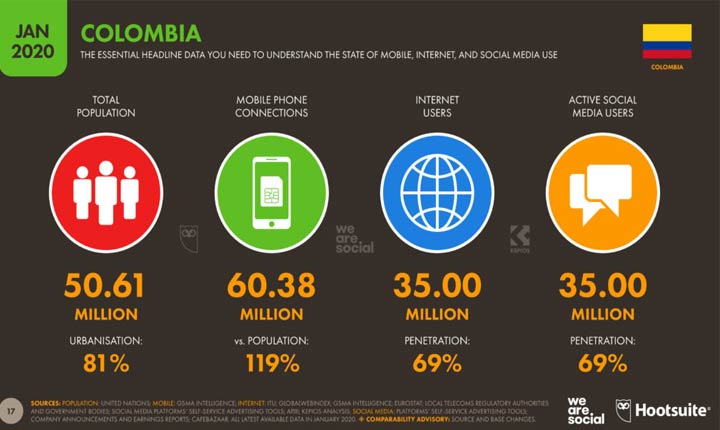 JAN
2020
COLOMBIA
THE ESSENTIAL HEADLINE DATA YOU NEED TO UNDERSTAND THE STATE OF MOBILE, INTERNET, AND SOCIAL MEDIA USE
COLOMBIA
TOTAL
POPULATION
MOBILE PHONE
CONNECTIONS
INTERNET
USERS
ACTIVE SOCIAL
MEDIA USERS
we
are
social
KEPIOS
50.61
MILLION
URBANISATION:
81%
60.38
MILLION
vs. POPULATION:
119%
35.00
MILLION
PENETRATION:
69%
35.00
MILLION
PENETRATION:
69%
17
SOURCES: POPULATION: UNITED NATIONS; MOBILE: GSMA INTELLIGENCE; INTERNET: ITU; GLOBALWEBINDEX; GSMA INTELLIGENCE; EUROSTAT; LOCAL TELECOMS REGULATORY AUTHORITIES
AND GOVERNMENT BODIES; SOCIAL MEDIA PLATFORMS' SELF-SERVICE ADVERTISING TOOLS; APJII; KEPIOS ANALYSIS; SOCIAL MEDIA: PLATFORMS' SELF-SERVICE ADVERTISING TOOLS;
COMPANY ANNOUNCEMENTS AND EARNINGS REPORTS; CAFEBAZAAR. ALL LATEST AVAILABLE DATA IN JANUARY 2020. COMPARABILITY ADVISORY: SOURCE AND BASE CHANGES.
we
are
social
Hootsuite®